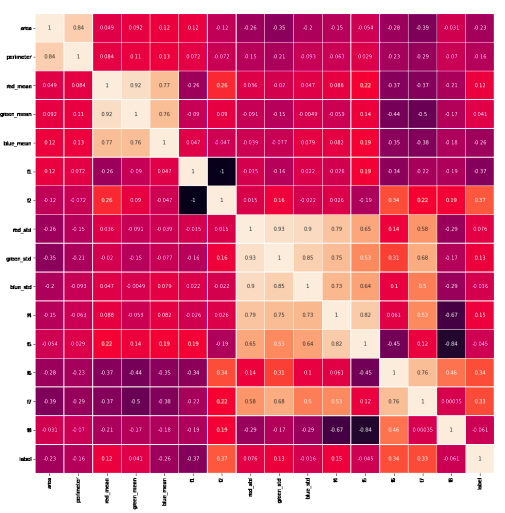 area 1 0.84 0.049 0.092 0.12 0.12 -0.12 -0.26 -0.35 -0.2 -0.15 -0.054 -0.28 -0.39 -0.031 -0.23
perimeter 0.84 1 0.084 0.11 0.13 0.072 -0.072 -0.15 -0.21 -0.093 -0.063 0.029 -0.23 -0.29 -0.07 -0.16
red_mean 0.049 0.084 1 0.92 0.77 -0.26 0.26 0.036 -0.02 0.047 0.088 0.22 -0.37 -0.37 -0.21 0.12
green_mean 0.092 0.11 0.92 1 0.76 -0.09 0.09 -0.091 -0.15 -0.0049 -0.053 0.14 -0.44 -0.5 -0.17 0.041
blue_mean 0.12 0.13 0.77 0.76 1 0.047 -0.047 -0.039 -0.077 0.079 0.082 0.19 -0.35 -0.38 -0.18 -0.26
f1 0.12 0.072 -0.26 -0.09 0.047 1 -1 -0.015 -0.16 0.022 -0.026 0.19 -0.34 -0.22 -0.19 -0.37
f2 -0.12 -0.072 0.26 0.09 -0.047 -1 1 0.015 0.16 -0.022 0.026 -0.19 0.34 0.22 0.19 0.37
red_std -0.26 -0.15 0.036 -0.091 -0.039 -0.015 0.015 1 0.93 0.9 0.79 0.65 0.14 0.58 -0.29 0.076
green_std -0.35 -0.21 -0.02 -0.15 -0.077 -0.16 0.16 0.93 1 0.85 0.75 0.53 0.31 0.68 -0.17 0.13
blue_std -0.2 -0.093 0.047 -0.0049 0.079 0.022 -0.022 0.9 0.85 1 0.73 0.64 0.1 0.5 -0.29 -0.016
f4 -0.15 -0.063 0.088 -0.053 0.082 -0.026 0.026 0.79 0.75 0.73 1 0.82 0.061 0.53 -0.67 0.15
f5 -0.054 0.029 0.22 0.14 0.19 0.19 -0.19 0.65 0.53 0.64 0.82 1 -0.45 0.12 -0.84 -0.045
f6 -0.28 -0.23 -0.37 -0.44 -0.35 -0.34 0.34 0.14 0.31 0.1 0.061 -0.45 1 0.76 0.46 0.34
f7 -0.39 -0.29 -0.37 -0.5 -0.38 -0.22 0.22 0.58 0.68 0.5 0.53 0.12 0.76 1 0.00035 0.33
f8 -0.031 -0.07 -0.21 -0.17 -0.18 -0.19 0.19 -0.29 -0.17 -0.29 -0.67 -0.84 0.46 0.00035 1 -0.061
label -0.23 -0.16 0.12 0.041 -0.26 -0.37 0.37 0.076 0.13 -0.016 0.15 -0.045 0.34 0.33 -0.061 1
area perimeter red_mean green_mean blue_mean f1 f2 red_std green_std blue_std f4 f5 f6 f7 f8 label